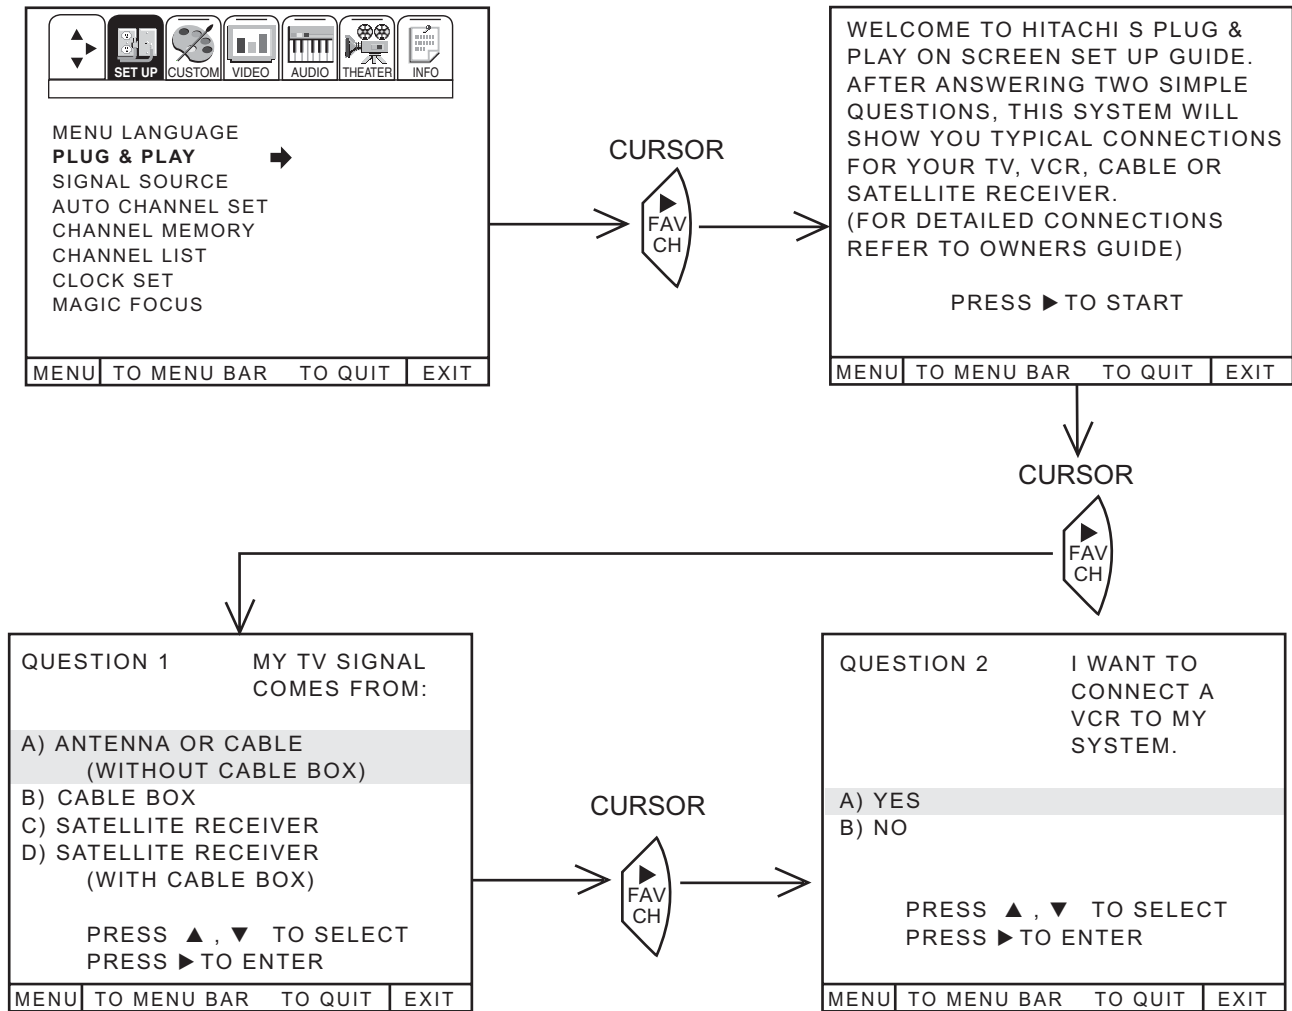 SET UP CUSTOM VIDEO AUDIO THEATER INFO
MENU LANGUAGE
PLUG & PLAY
SIGNAL SOURCE
AUTO CHANNEL SET
CHANNEL MEMORY
CHANNEL LIST
CLOCK SET
MAGIC FOCUS
MENU TO MENU BAR TO QUIT EXIT
CURSOR
FAV
CH
WELCOME TO HITACHI S PLUG &
PLAY ON SCREEN SET UP GUIDE.
AFTER ANSWERING TWO SIMPLE
QUESTIONS, THIS SYSTEM WILL
SHOW YOU TYPICAL CONNECTIONS
FOR YOUR TV, VCR, CABLE OR
SATELLITE RECEIVER.
(FOR DETAILED CONNECTIONS
REFER TO OWNERS GUIDE)
PRESS ▶ TO START
MENU TO MENU BAR TO QUIT EXIT
CURSOR
FAV
CH
QUESTION 1 MY TV SIGNAL
COMES FROM:
A) ANTENNA OR CABLE
(WITHOUT CABLE BOX)
B) CABLE BOX
C) SATELLITE RECEIVER
D) SATELLITE RECEIVER
(WITH CABLE BOX)
PRESS ▲ , ▼ TO SELECT
PRESS ▶ TO ENTER
MENU TO MENU BAR TO QUIT EXIT
CURSOR
FAV
CH
QUESTION 2 I WANT TO
CONNECT A
VCR TO MY
SYSTEM.
A) YES
B) NO
PRESS ▲ , ▼ TO SELECT
PRESS ▶ TO ENTER
MENU TO MENU BAR TO QUIT EXIT